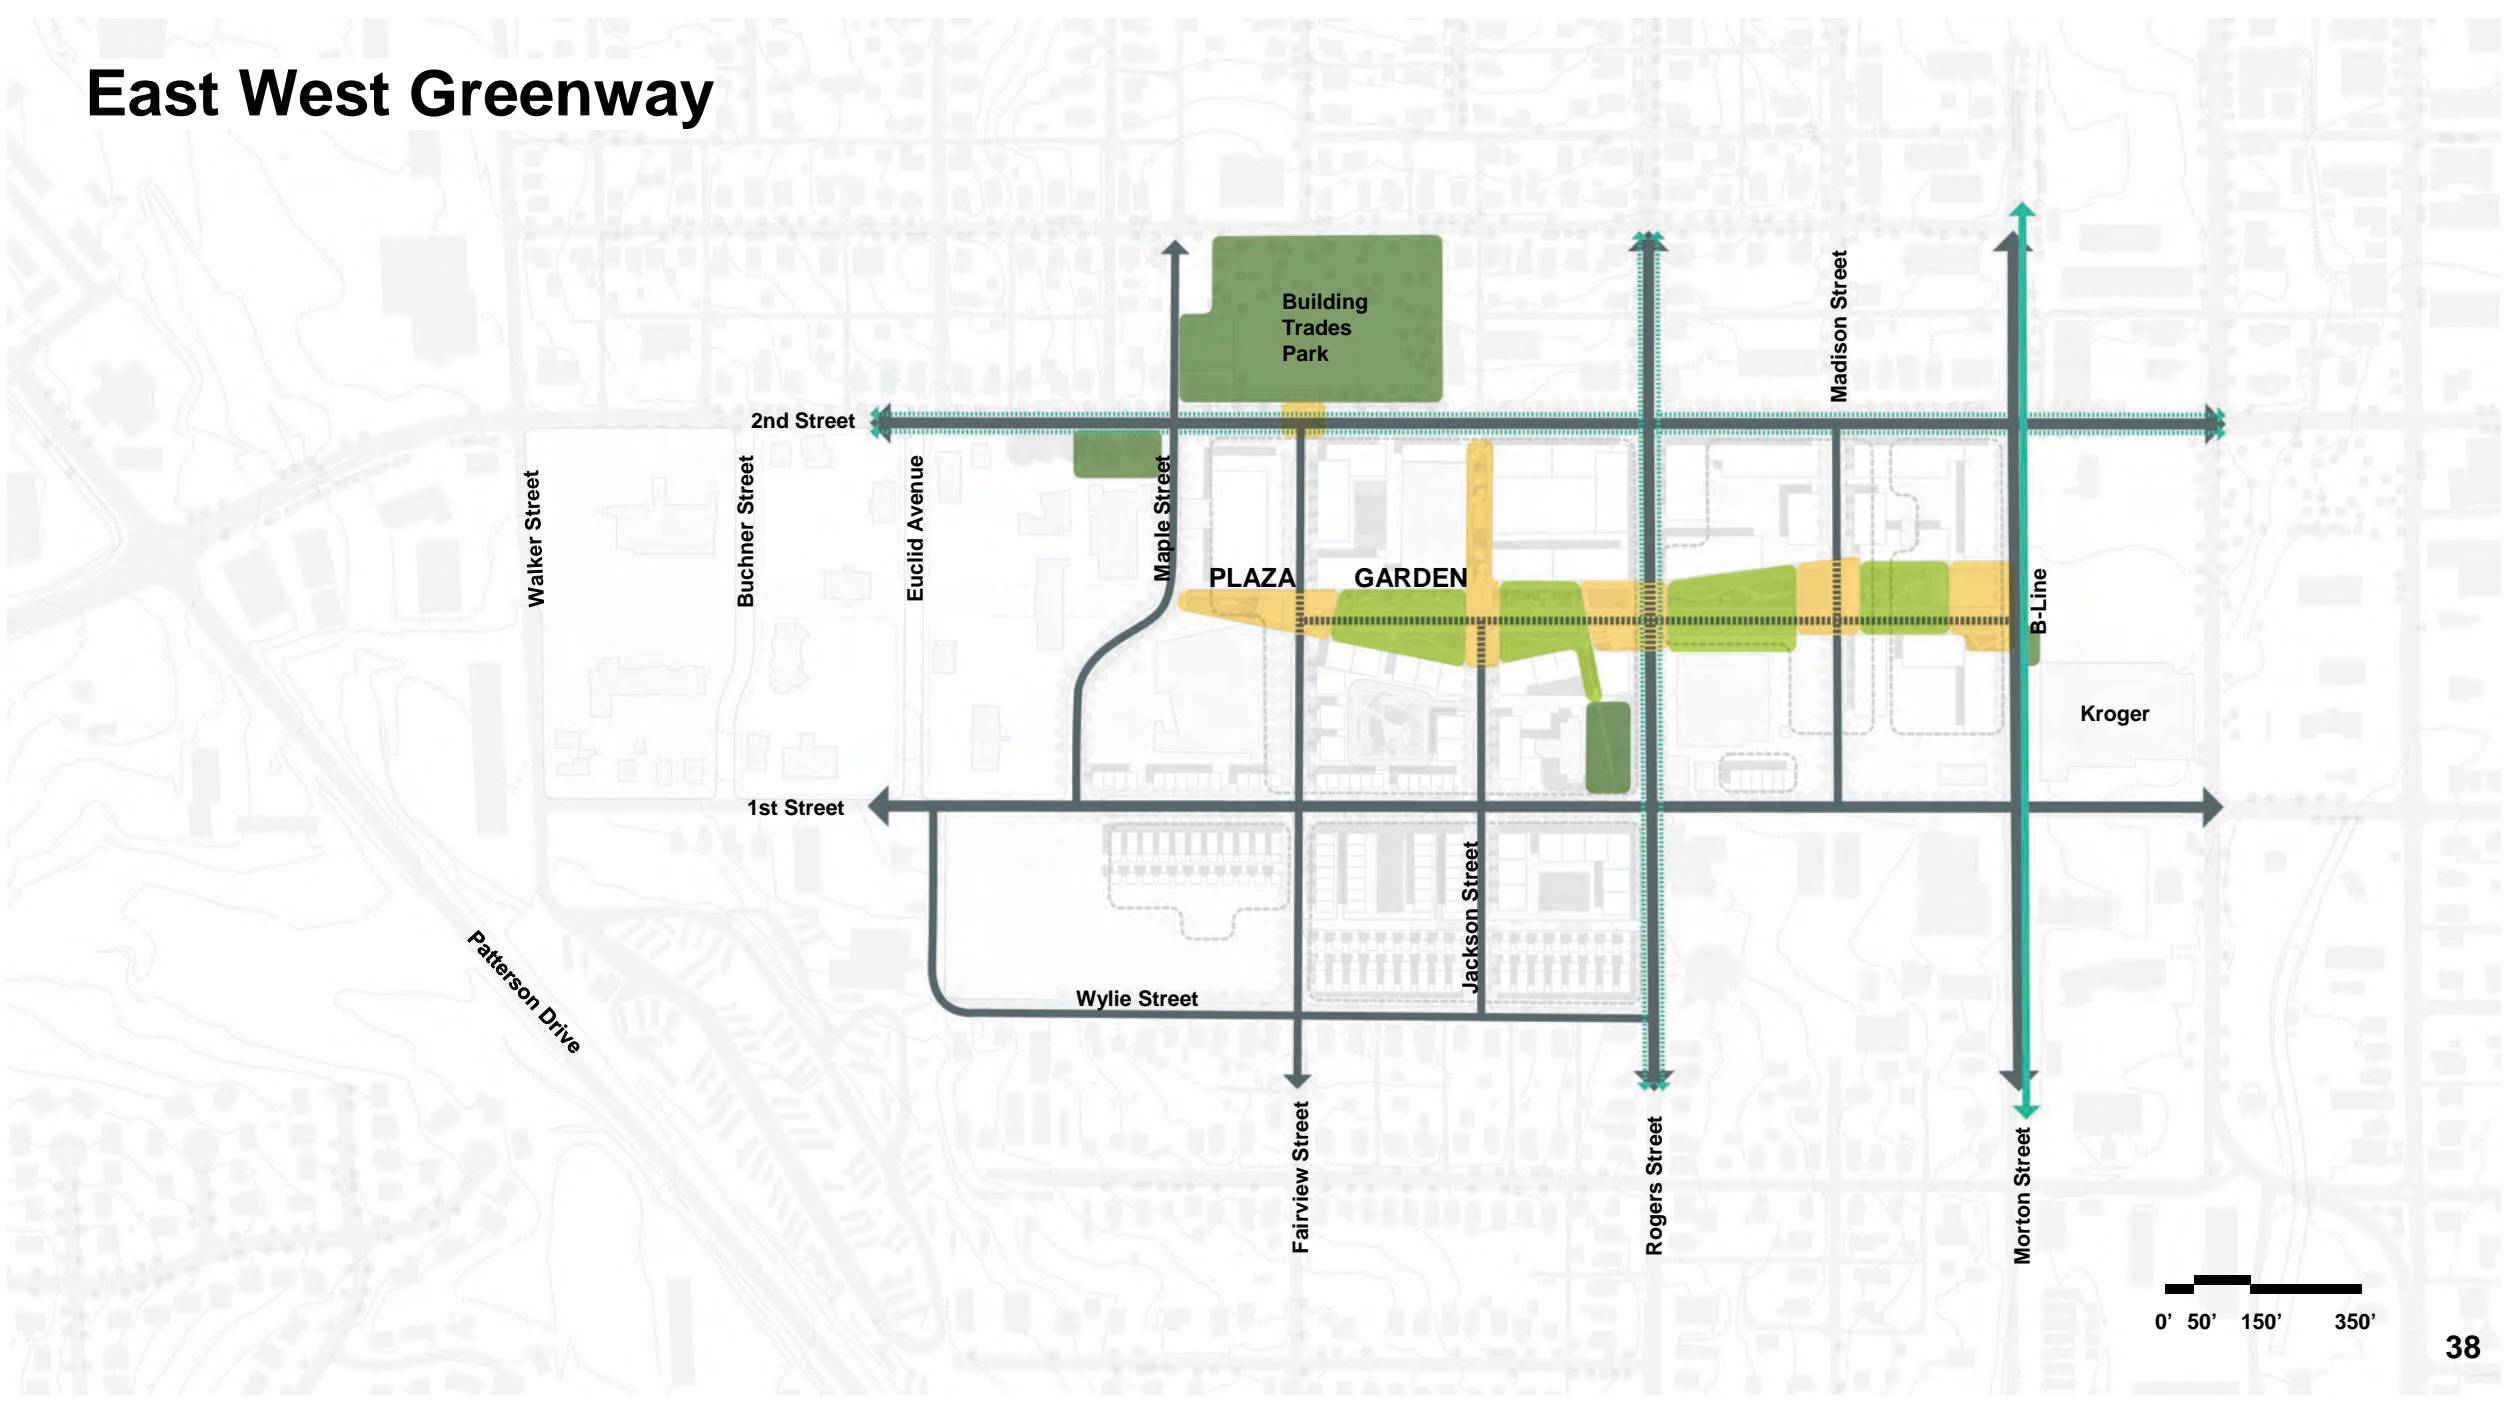 East West Greenway
Building
Trades
Park
Madison Street
2nd Street
Walker Street
Buchner Street
Euclid Avenue
Maple Street
PLAZA
GARDEN
B-Line
Kroger
1st Street
Jackson Street
Patterson Drive
Wylie Street
Fairview Street
Rogers Street
Morton Street
0’ 50’ 150’ 350’
38